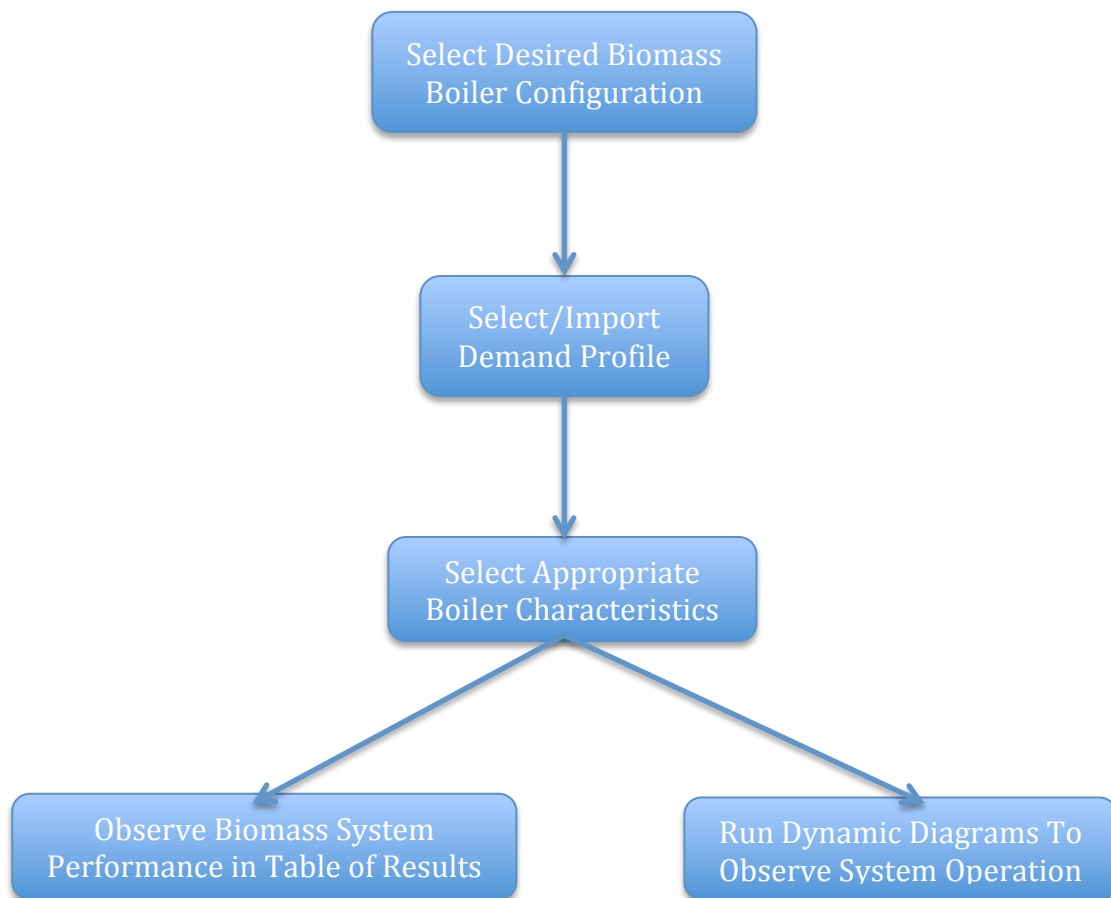 Select Desired Biomass
Boiler Configuration
Select/Import
Demand Profile
Select Appropriate
Boiler Characteristics
Observe Biomass System
Performance in Table of Results
Run Dynamic Diagrams To
Observe System Operation